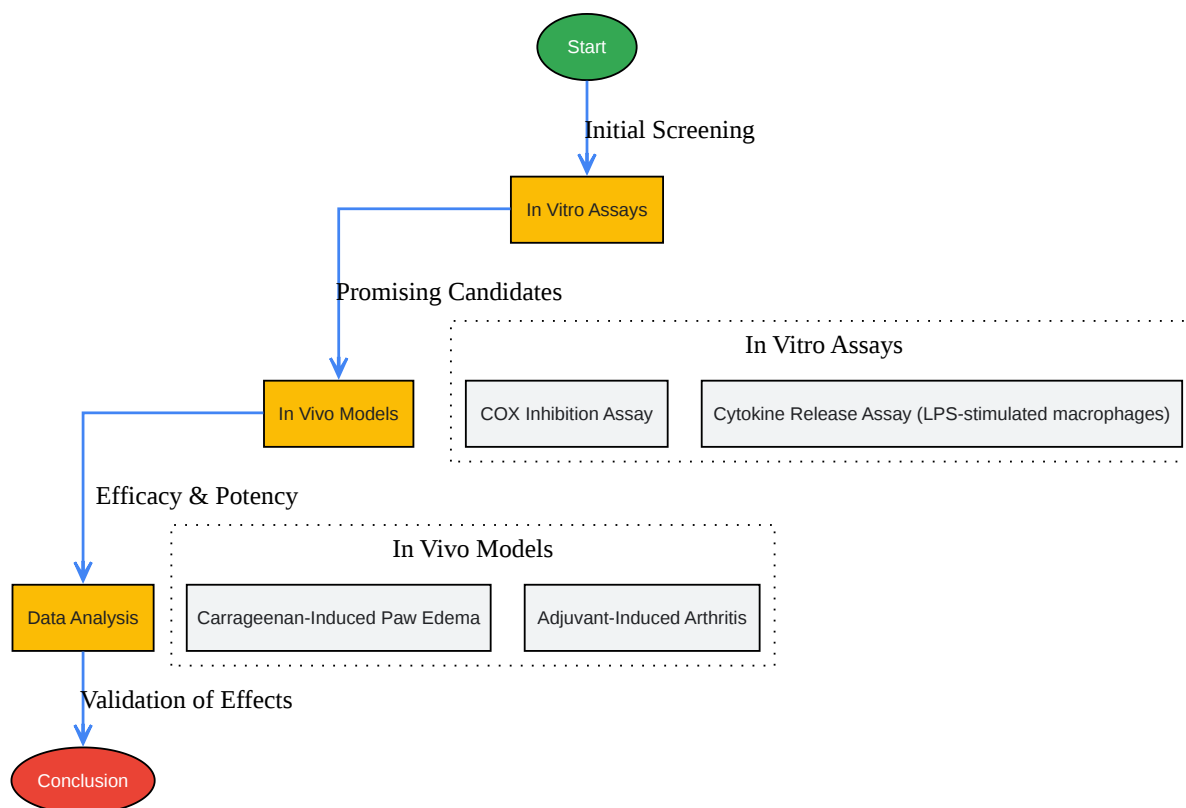 Start
Initial Screening
In Vitro Assays
Promising Candidates
In Vitro Assays
In Vivo Models
COX Inhibition Assay
Cytokine Release Assay (LPS-stimulated macrophages)
Efficacy & Potency
In Vivo Models
Data Analysis
Carrageenan-Induced Paw Edema
Adjuvant-Induced Arthritis
Validation of Effects
Conclusion